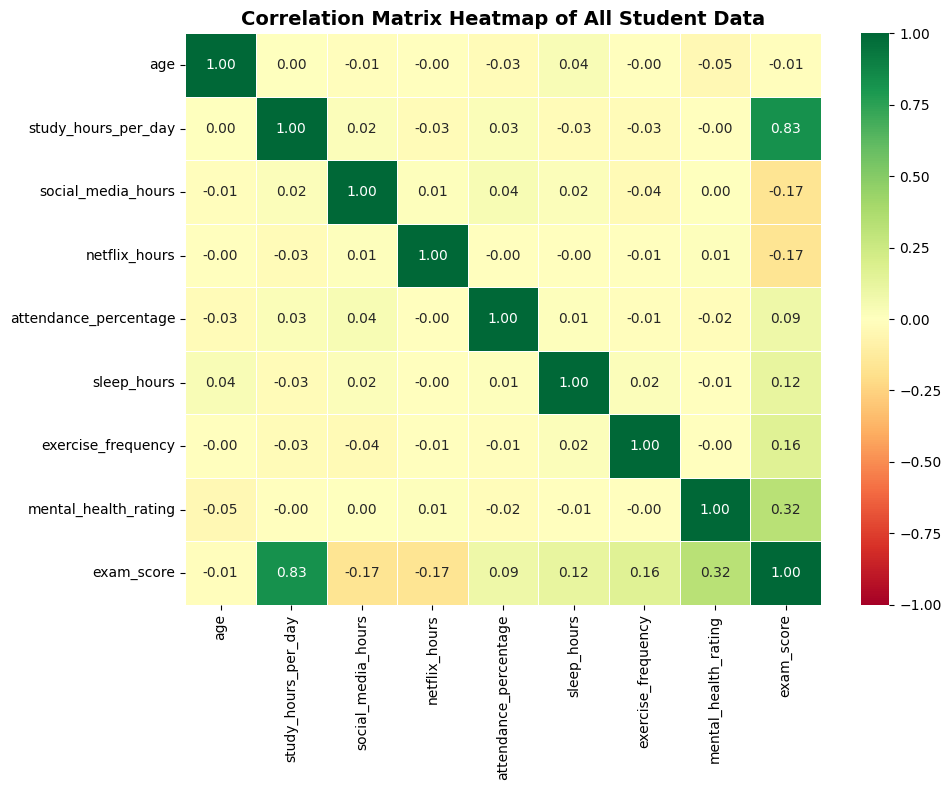 Correlation Matrix Heatmap of All Student Data
age 1.00 0.00 -0.01 -0.00 -0.03 0.04 -0.00 -0.05 -0.01
study_hours_per_day 0.00 1.00 0.02 -0.03 0.03 -0.03 -0.03 -0.00 0.83
social_media_hours -0.01 0.02 1.00 0.01 0.04 0.02 -0.04 0.00 -0.17
netflix_hours -0.00 -0.03 0.01 1.00 -0.00 -0.00 -0.01 0.01 -0.17
attendance_percentage -0.03 0.03 0.04 -0.00 1.00 0.01 -0.01 -0.02 0.09
sleep_hours 0.04 -0.03 0.02 -0.00 0.01 1.00 0.02 -0.01 0.12
exercise_frequency -0.00 -0.03 -0.04 -0.01 -0.01 0.02 1.00 -0.00 0.16
mental_health_rating -0.05 -0.00 0.00 0.01 -0.02 -0.01 -0.00 1.00 0.32
exam_score -0.01 0.83 -0.17 -0.17 0.09 0.12 0.16 0.32 1.00
age
study_hours_per_day
social_media_hours
netflix_hours
attendance_percentage
sleep_hours
exercise_frequency
mental_health_rating
exam_score
1.00
0.75
0.50
0.25
0.00
−0.25
−0.50
−0.75
−1.00